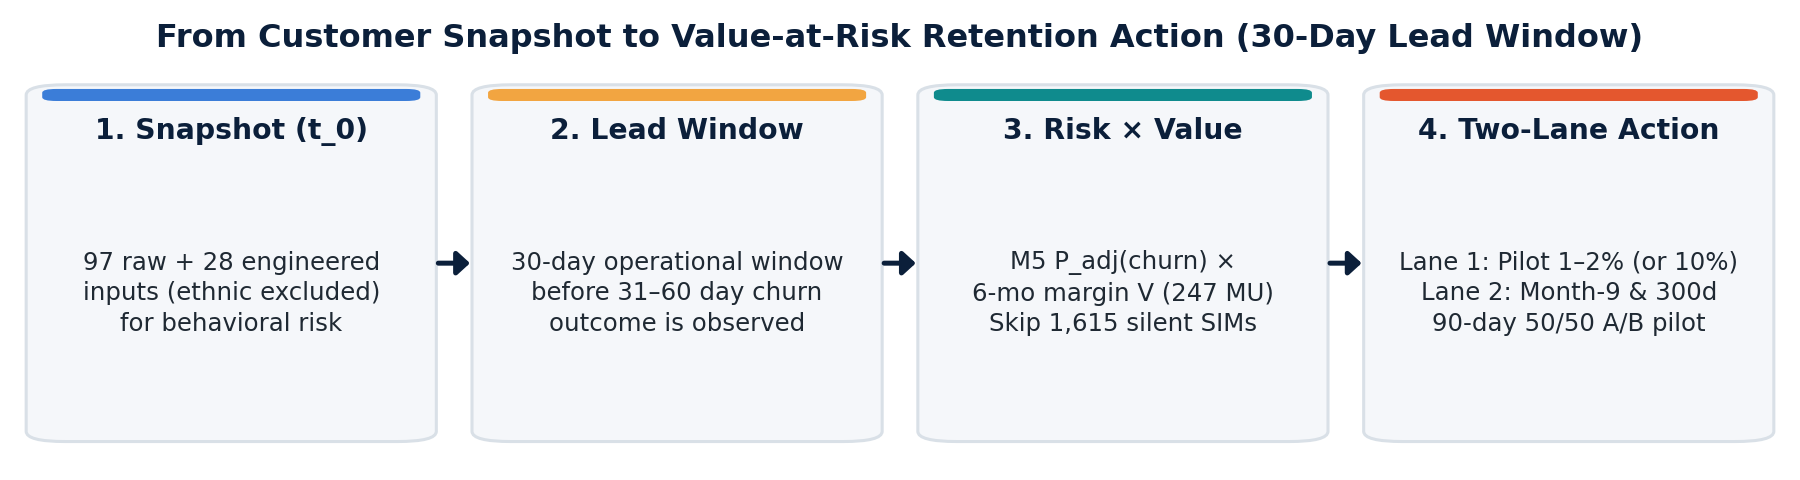 From Customer Snapshot to Value-at-Risk Retention Action (30-Day Lead Window)
1. Snapshot (t_0)
97 raw + 28 engineered
inputs (ethnic excluded)
for behavioral risk
2. Lead Window
30-day operational window
before 31–60 day churn
outcome is observed
3. Risk × Value
M5 P_adj(churn) ×
6-mo margin V (247 MU)
Skip 1,615 silent SIMs
4. Two-Lane Action
Lane 1: Pilot 1–2% (or 10%)
Lane 2: Month-9 & 300d
90-day 50/50 A/B pilot